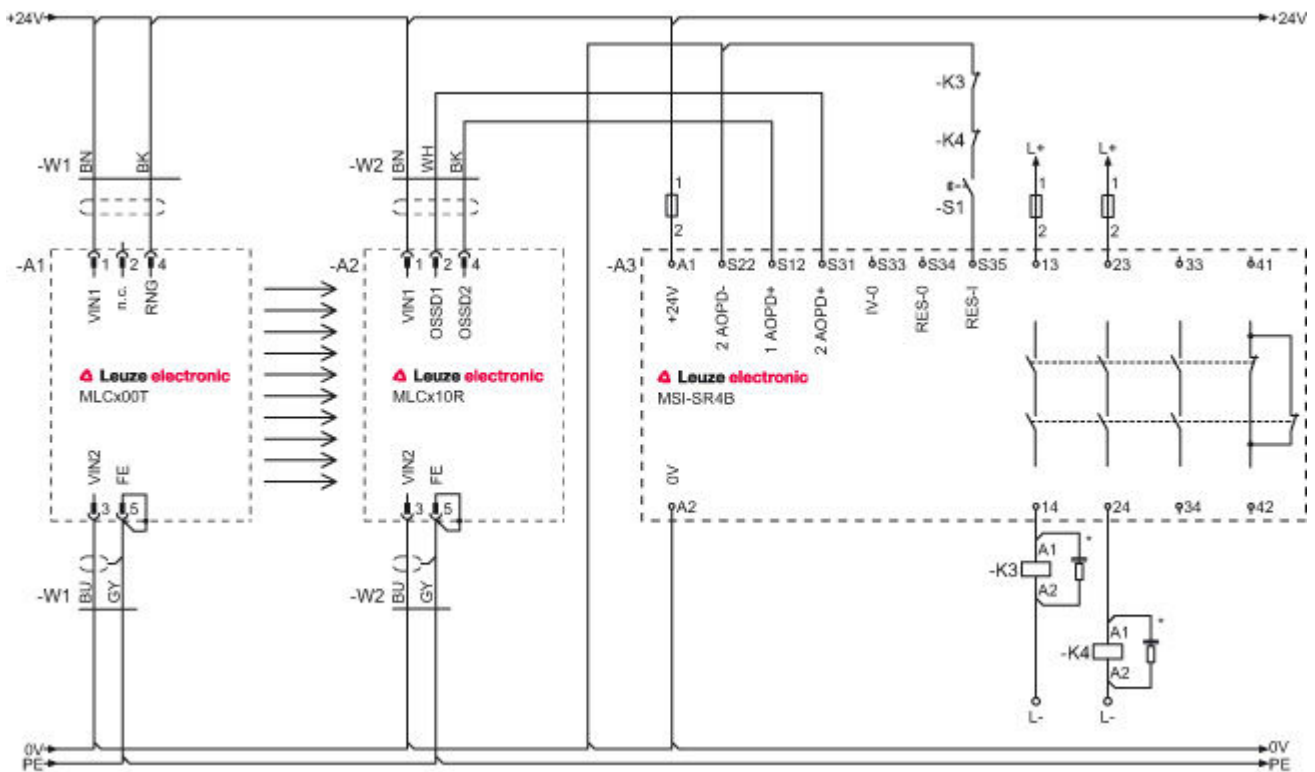 +24V
+24V
-K3
-K4
-S1
-W1
BN
BK
-W2
BN
WH
BK
L+
L+
1
2
1
2
1
2
-A1
1
2
4
VIN1
n.c.
RNG
-A2
1
2
4
VIN1
OSSD1
OSSD2
-A3
A1
S22
S12
S31
S33
S34
S35
13
23
33
41
+24V
2 AOPD-
1 AOPD+
2 AOPD+
IV-0
RES-0
RES-I
Leuze electronic
MLCx00T
Leuze electronic
MLCx10R
Leuze electronic
MSI-SR4B
VIN2
FE
3
5
VIN2
FE
3
5
0V
A2
14
24
34
42
-W1
BU
GY
-W2
BU
GY
-K3
A1
A2
*
-K4
A1
A2
*
L-
L-
0V
0V
PE
PE